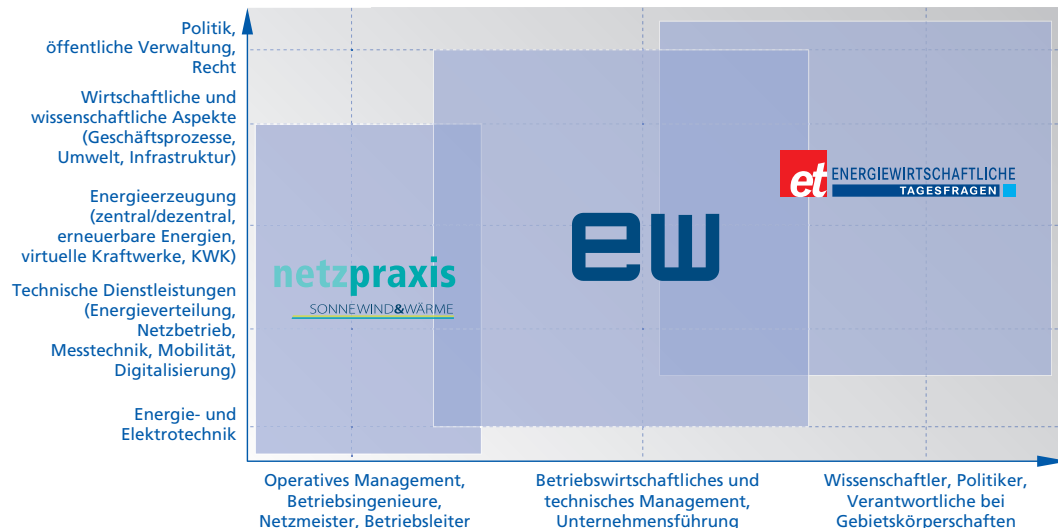 Politik,
öffentliche Verwaltung,
Recht
Wirtschaftliche und
wissenschaftliche Aspekte
(Geschäftsprozesse,
Umwelt, Infrastruktur)
Energieerzeugung
(zentral/dezentral,
erneuerbare Energien,
virtuelle Kraftwerke, KWK)
Technische Dienstleistungen
(Energieverteilung,
Netzbetrieb,
Messtechnik, Mobilität,
Digitalisierung)
Energie- und
Elektrotechnik
netzpraxis
SONNEWIND&WÄRME
ew
et ENERGIEWIRTSCHAFTLICHE
TAGESFRAGEN
Operatives Management,
Betriebsingenieure,
Netzmeister, Betriebsleiter
Betriebswirtschaftliches und
technisches Management,
Unternehmensführung
Wissenschaftler, Politiker,
Verantwortliche bei
Gebietskörperschaften